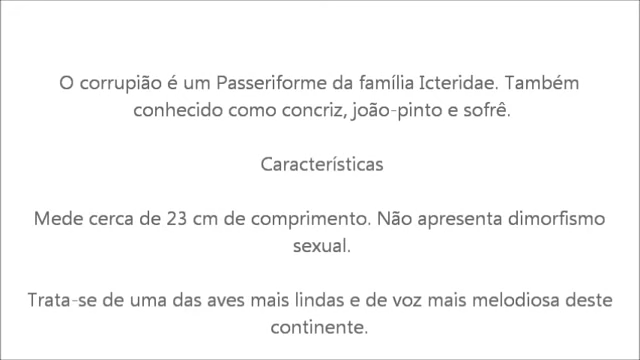 O corrupião é um Passeriforme da família Icteridae. Também
conhecido como concriz, joão-pinto e sofrê.
Características
Mede cerca de 23 cm de comprimento. Não apresenta dimorfismo
sexual.
Trata-se de uma das aves mais lindas e de voz mais melodiosa deste
continente.